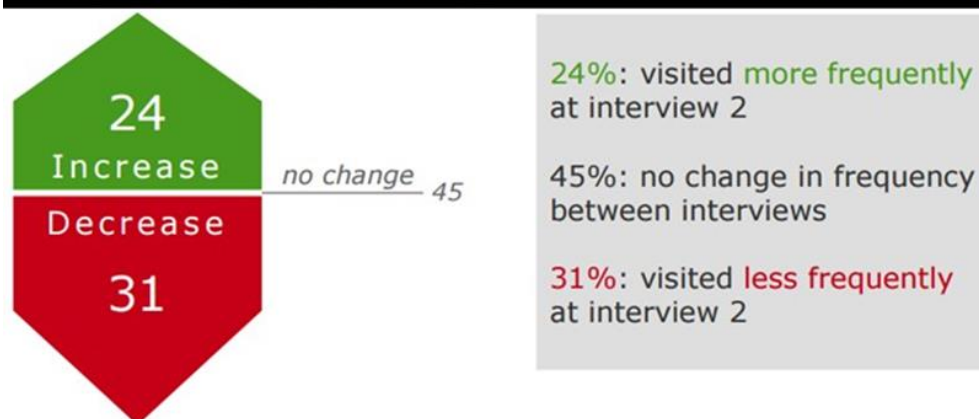 24
Increase
no change 45
Decrease
31
24%: visited more frequently
at interview 2
45%: no change in frequency
between interviews
31%: visited less frequently
at interview 2